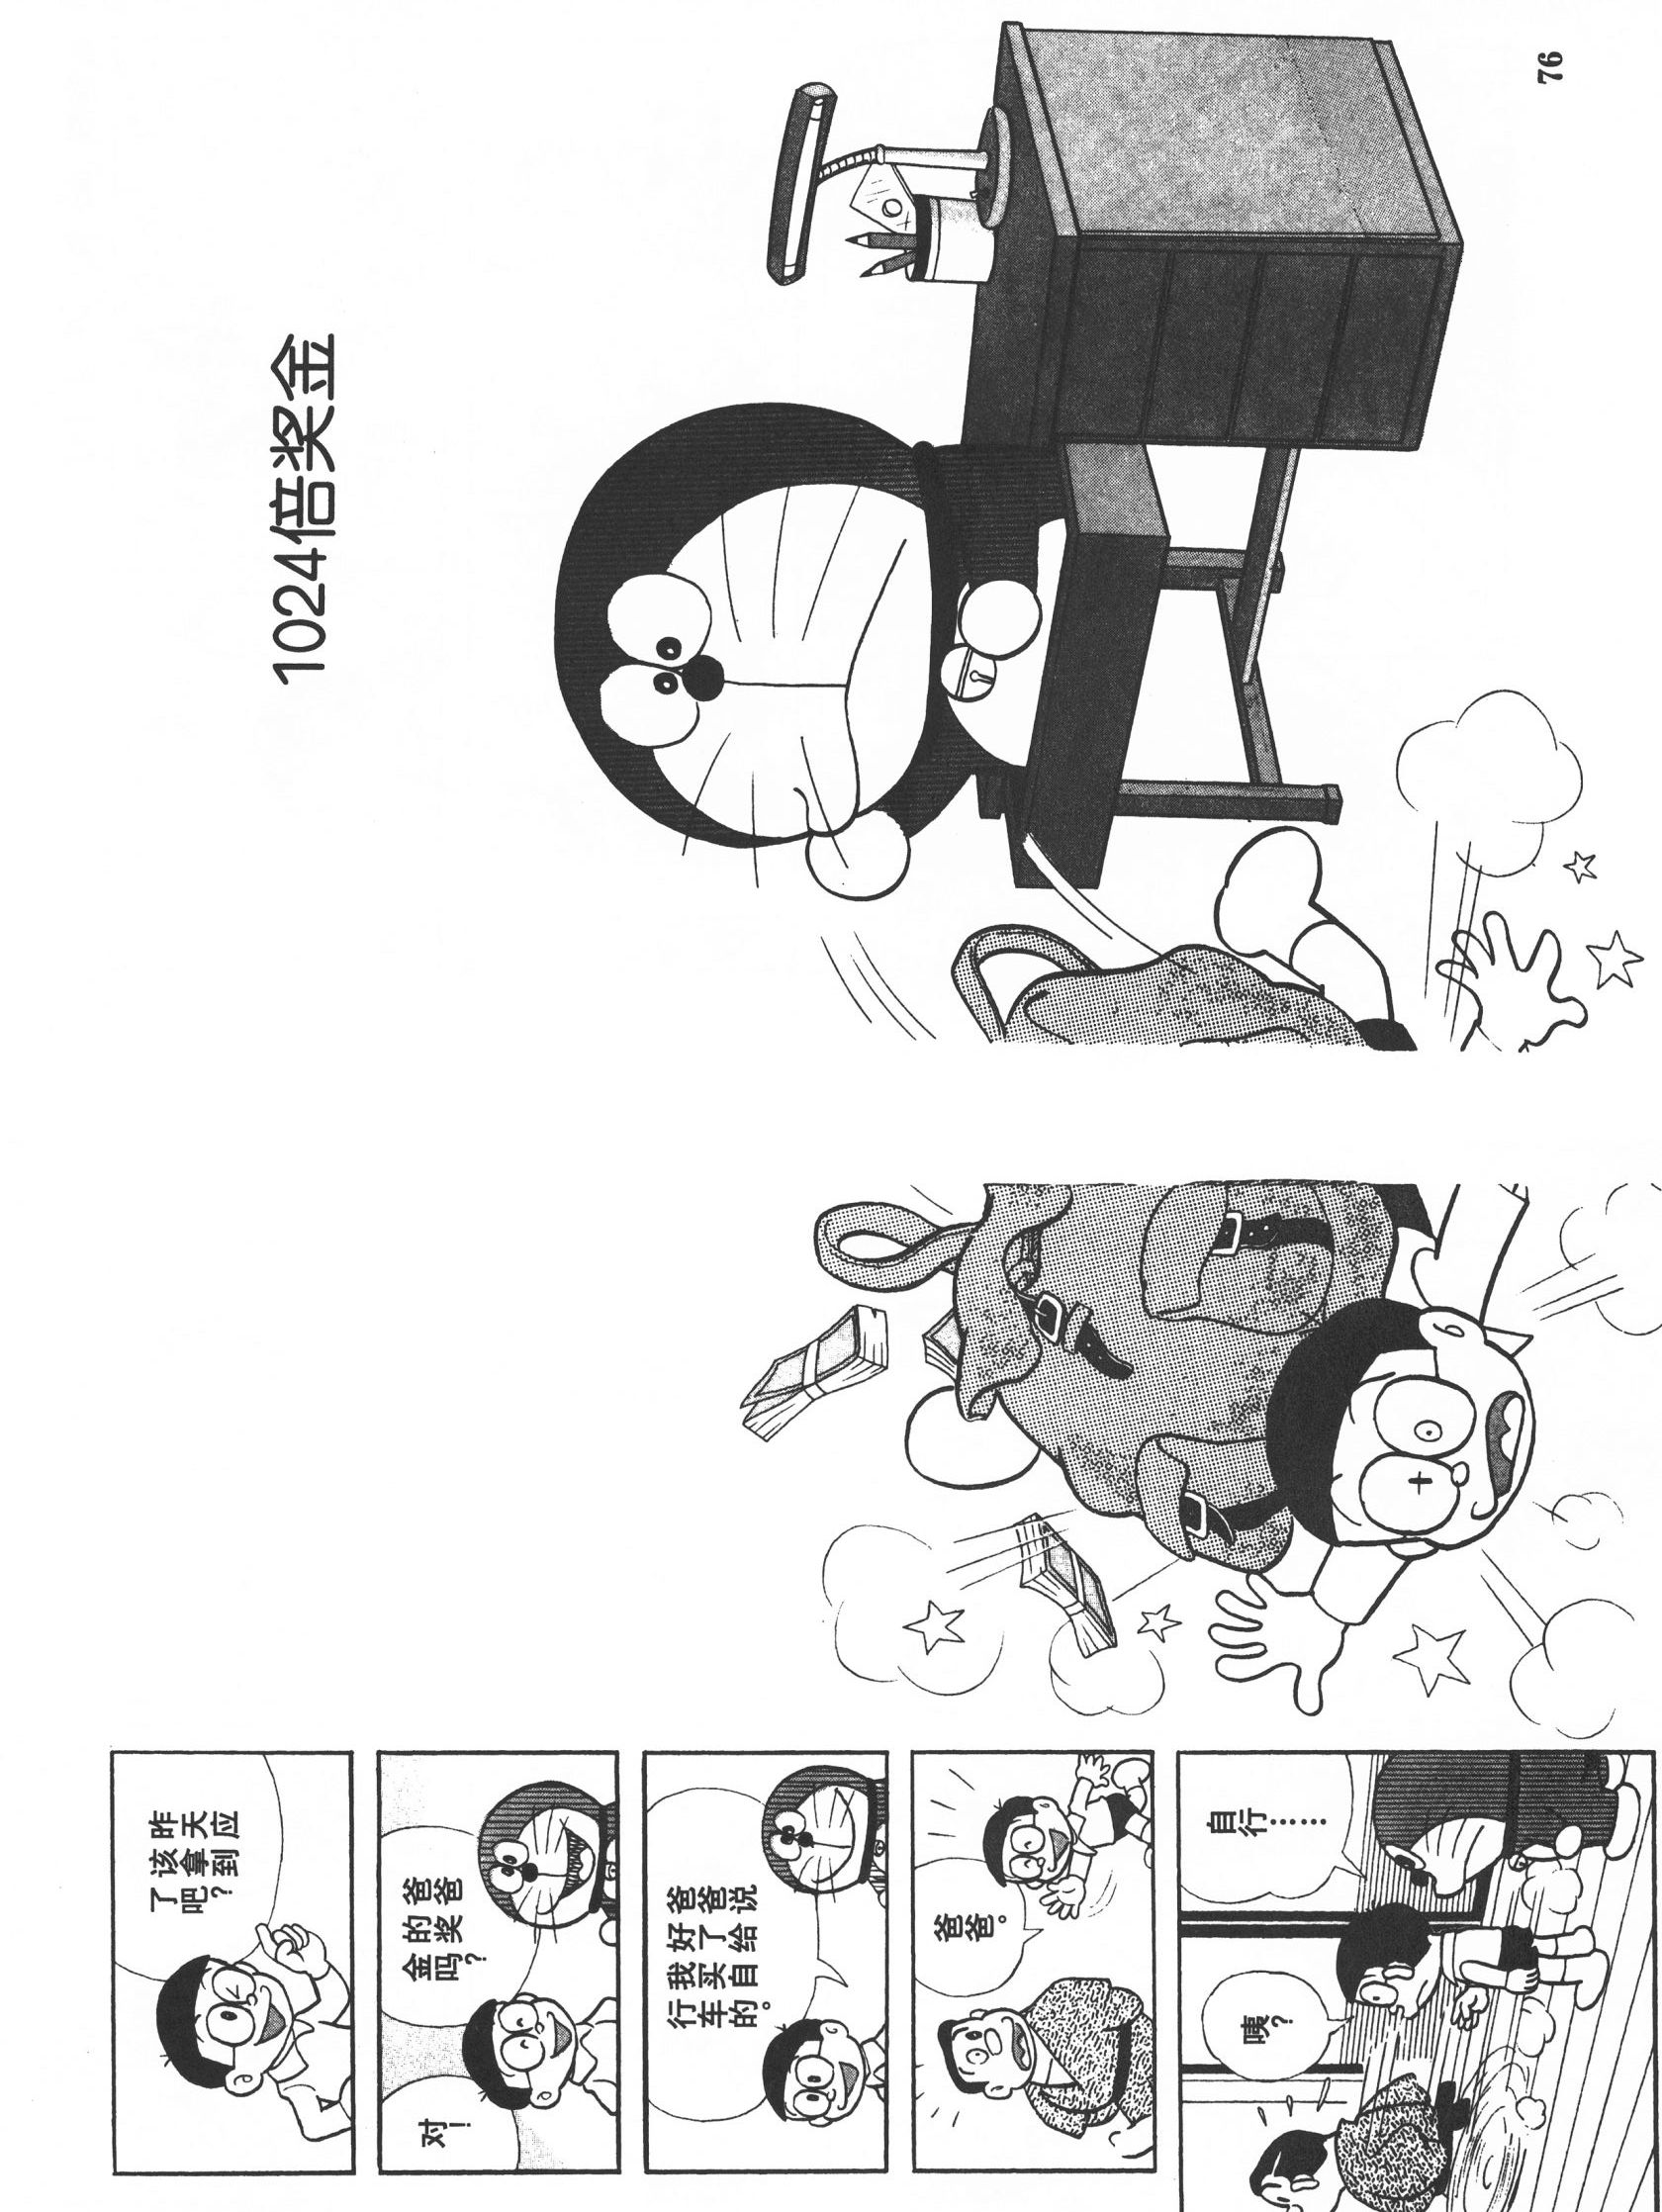 1024倍奖金
76
昨天应
该拿到
了吧？
爸爸
的奖
金吗？
对！
爸爸说
好了给
我买自
行车的。
爸爸。
自行……
咦？